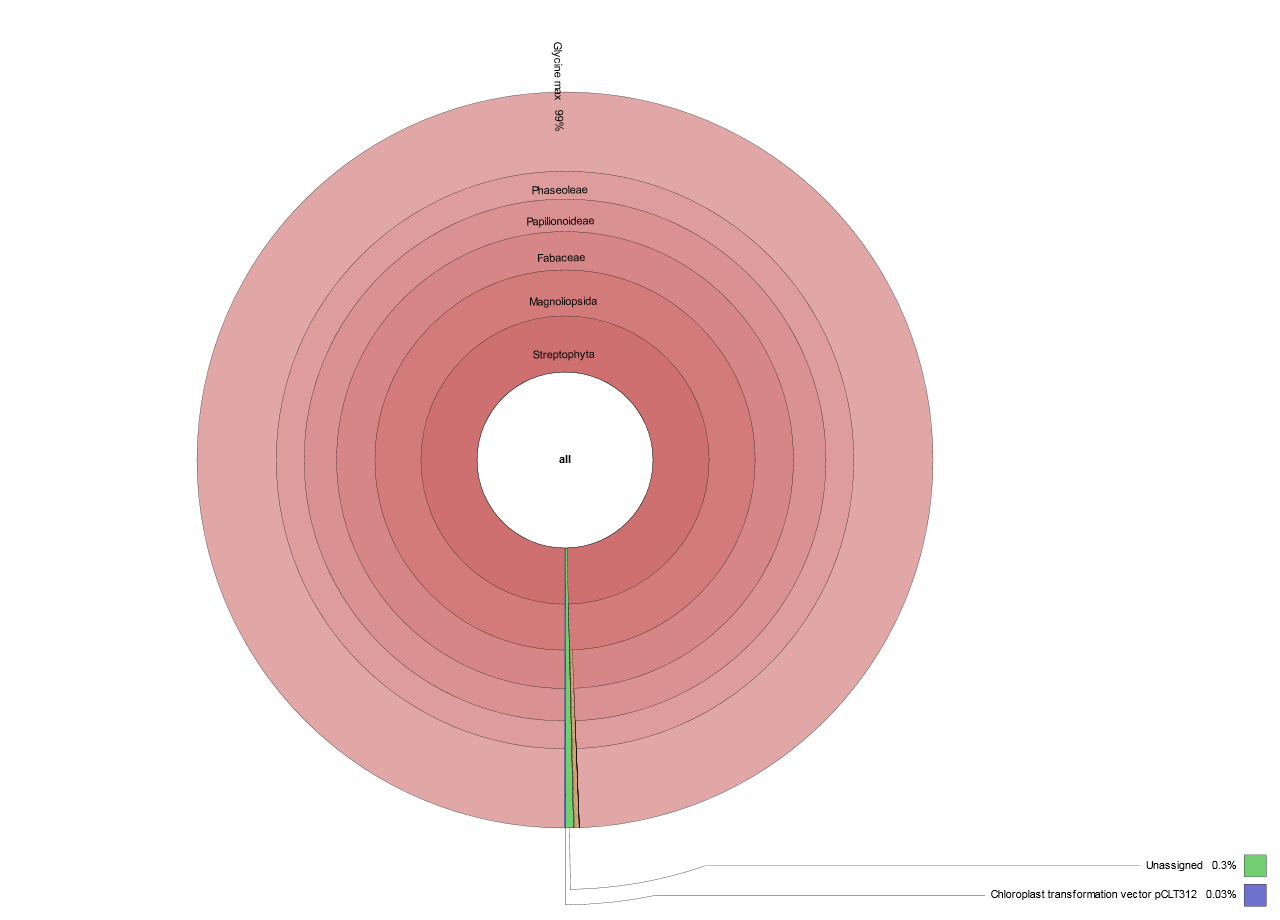 Glycine max 99%
Phaseoleae
Papilionoideae
Fabaceae
Magnoliopsida
Streptophyta
all
Unassigned 0.3%
Chloroplast transformation vector pCLT312 0.03%